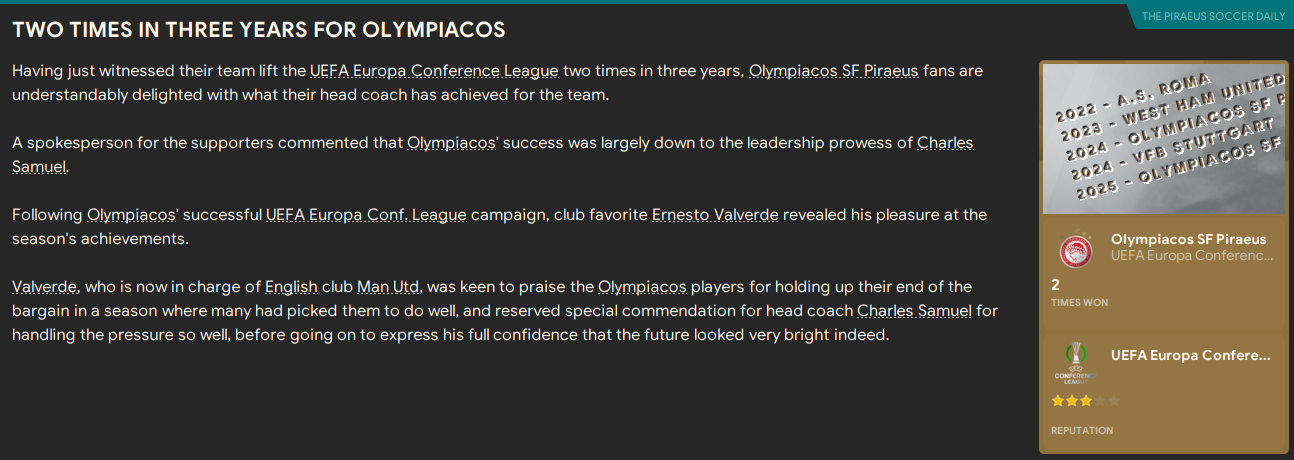 THE PIRAEUS SOCCER DAILY
TWO TIMES IN THREE YEARS FOR OLYMPIACOS
Having just witnessed their team lift the UEFA Europa Conference League two times in three years, Olympiacos SF Piraeus fans are
understandably delighted with what their head coach has achieved for the team.
A spokesperson for the supporters commented that Olympiacos' success was largely down to the leadership prowess of Charles
Samuel.
Following Olympiacos' successful UEFA Europa Conf. League campaign, club favorite Ernesto Valverde revealed his pleasure at the
season's achievements.
Valverde, who is now in charge of English club Man Utd, was keen to praise the Olympiacos players for holding up their end of the
bargain in a season where many had picked them to do well, and reserved special commendation for head coach Charles Samuel for
handling the pressure so well, before going on to express his full confidence that the future looked very bright indeed.
2022 - A.S. ROMA
2023 - WEST HAM UNITED
2024 - OLYMPIACOS SF P
2024 - VFB STUTTGART
2025 - OLYMPIACOS SF
Olympiacos SF Piraeus
UEFA Europa Conferenc...
2
TIMES WON
CONFERENCE
LEAGUE
UEFA Europa Confere...
REPUTATION